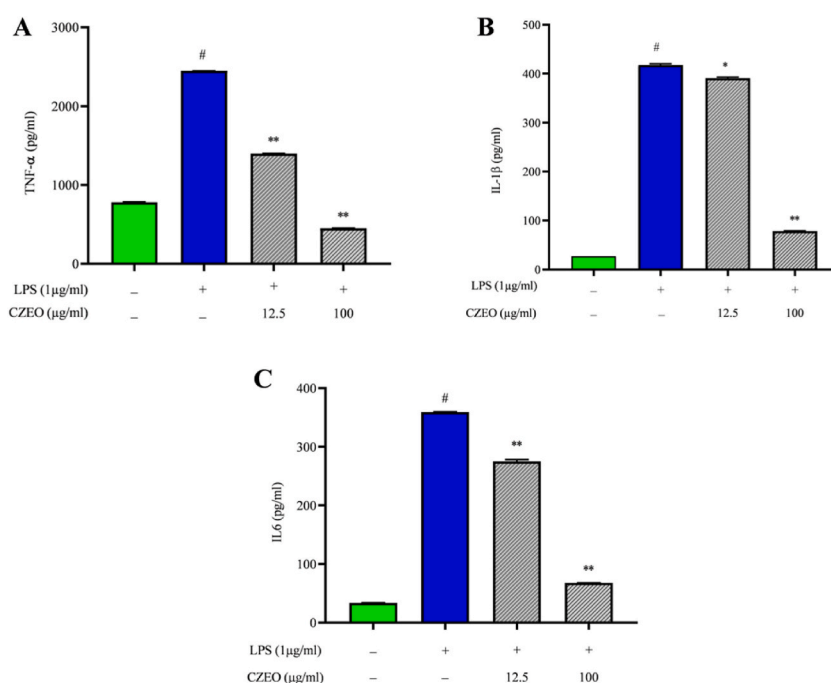 A
3000
2000
1000
0
TNF-α (pg/ml)
#
**
**
LPS (1μg/ml) – + + +
CZEO (μg/ml) – – 12.5 100
B
500
400
300
200
100
0
IL-1β (pg/ml)
#
*
**
LPS (1μg/ml) – + + +
CZEO (μg/ml) – – 12.5 100
C
400
300
200
100
0
IL6 (pg/ml)
#
**
**
LPS (1μg/ml) – + + +
CZEO (μg/ml) – – 12.5 100